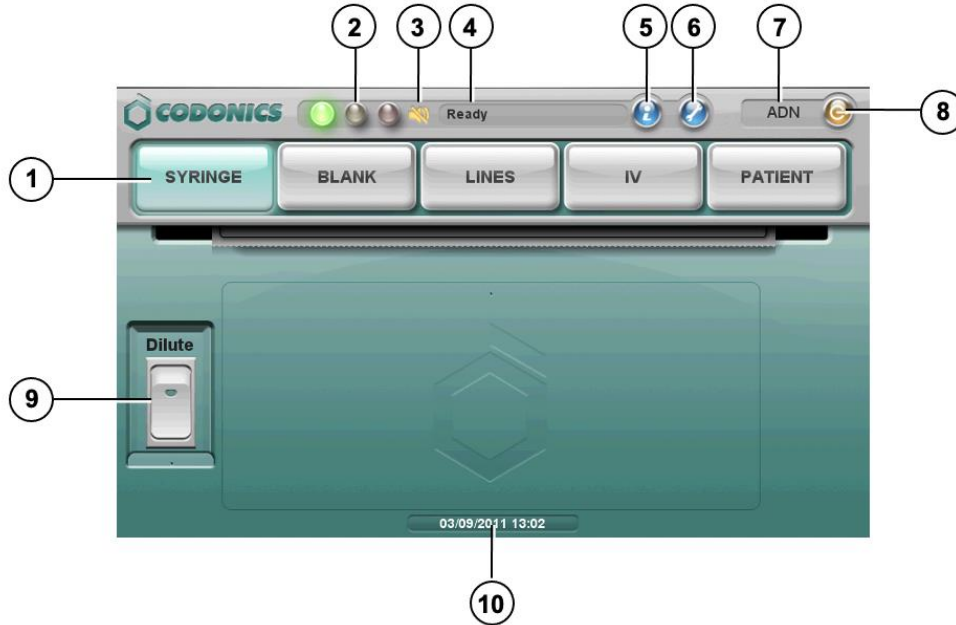 2 3 4 5 6 7
CODONICS Ready ADN 8
1 SYRINGE BLANK LINES IV PATIENT
Dilute
9
03/09/2011 13:02
10